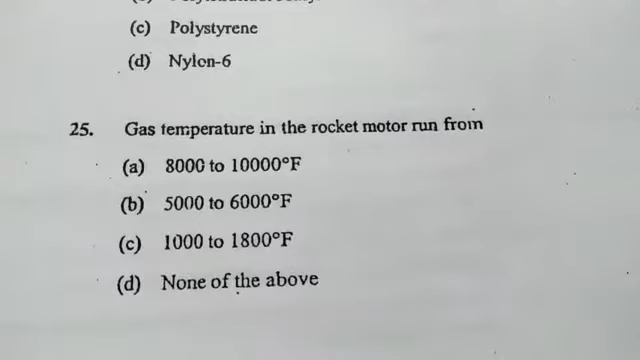 (c) Polystyrene
(d) Nylon-6
25. Gas temperature in the rocket motor run from
(a) 8000 to 10000°F
(b) 5000 to 6000°F
(c) 1000 to 1800°F
(d) None of the above